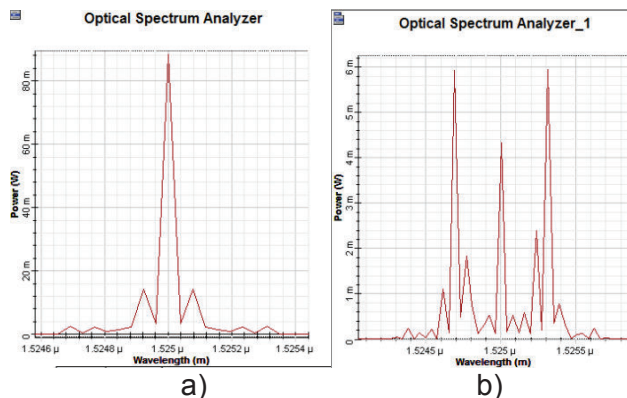 Optical Spectrum Analyzer
Power (W)
80 m
60 m
40 m
20 m
0
1.5246 µ 1.5248 µ 1.525 µ 1.5252 µ 1.5254 µ
Wavelength (m)
a)
Optical Spectrum Analyzer_1
Power (W)
6 m
5 m
4 m
3 m
2 m
1 m
0
1.5245 µ 1.525 µ 1.5255 µ
Wavelength (m)
b)